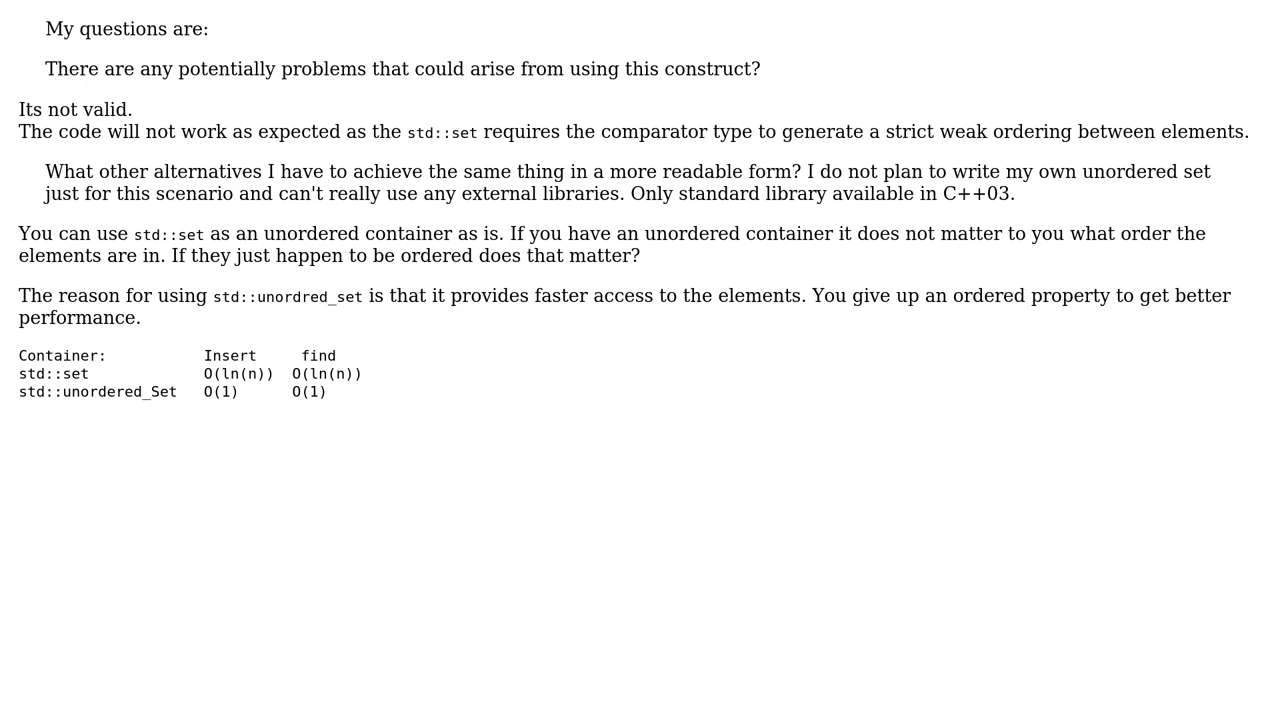 My questions are:
There are any potentially problems that could arise from using this construct?
Its not valid.
The code will not work as expected as the std::set requires the comparator type to generate a strict weak ordering between elements.
What other alternatives I have to achieve the same thing in a more readable form? I do not plan to write my own unordered set
just for this scenario and can't really use any external libraries. Only standard library available in C++03.
You can use std::set as an unordered container as is. If you have an unordered container it does not matter to you what order the
elements are in. If they just happen to be ordered does that matter?
The reason for using std::unordred_set is that it provides faster access to the elements. You give up an ordered property to get better
performance.
Container:           Insert     find
std::set             O(ln(n))  O(ln(n))
std::unordered_Set   O(1)      O(1)